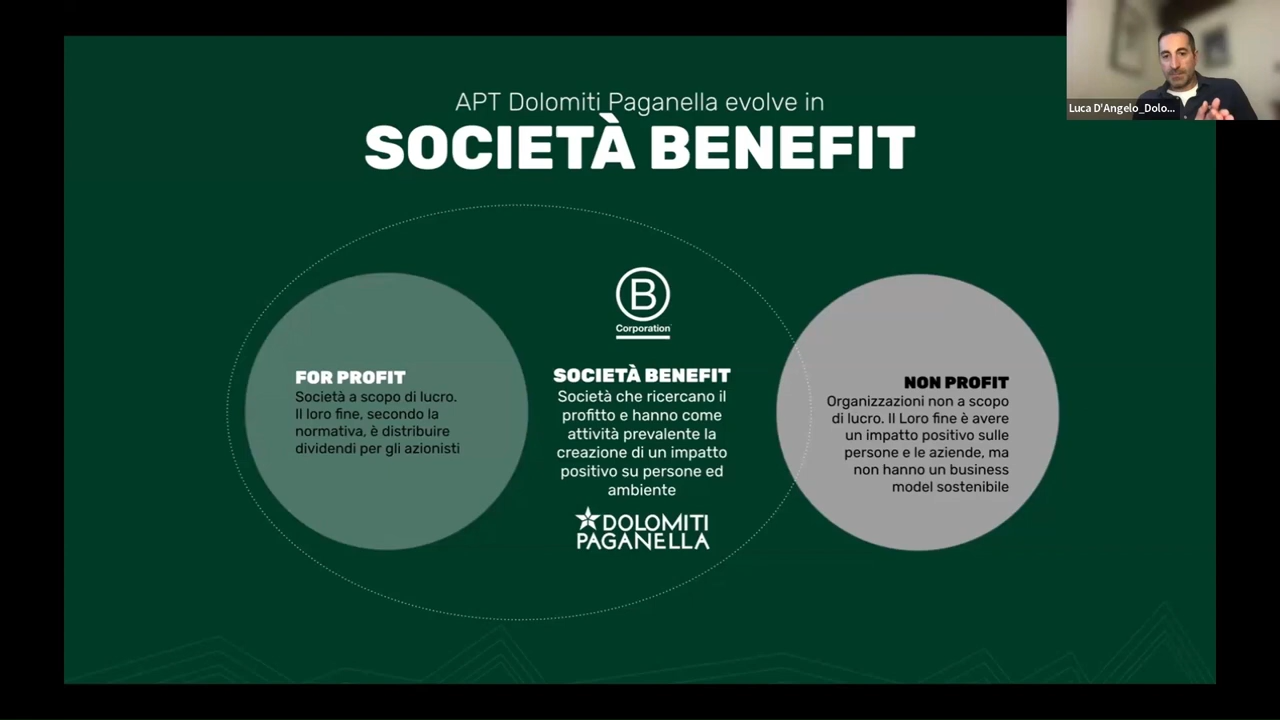 Luca D'Angelo_Dolo...
APT Dolomiti Paganella evolve in
SOCIETÀ BENEFIT
FOR PROFIT
Società a scopo di lucro.
Il loro fine, secondo la
normativa, è distribuire
dividendi per gli azionisti
B
Corporation
SOCIETÀ BENEFIT
Società che ricercano il
profitto e hanno come
attività prevalente la
creazione di un impatto
positivo su persone ed
ambiente
DOLOMITI
PAGANELLA
NON PROFIT
Organizzazioni non a scopo
di lucro. Il Loro fine è avere
un impatto positivo sulle
persone e le aziende, ma
non hanno un business
model sostenibile